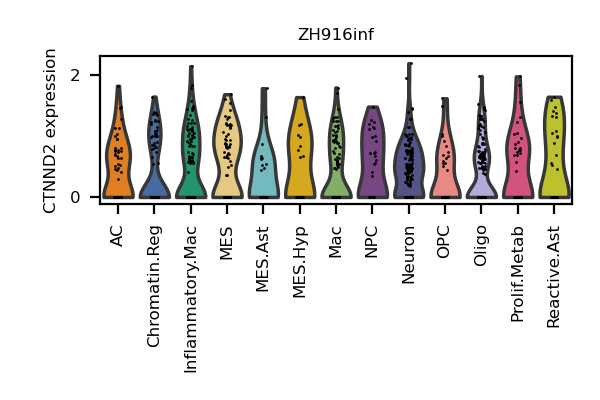 ZH916inf
CTNND2 expression
2
0
AC
Chromatin.Reg
Inflammatory.Mac
MES
MES.Ast
MES.Hyp
Mac
NPC
Neuron
OPC
Oligo
Prolif.Metab
Reactive.Ast